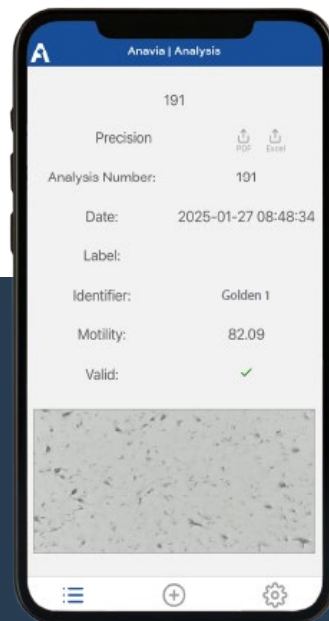 Anavia | Analysis
191
Precision
PDF Excel
Analysis Number: 191
Date: 2025-01-27 08:48:34
Label:
Identifier: Golden 1
Motility: 82.09
Valid: